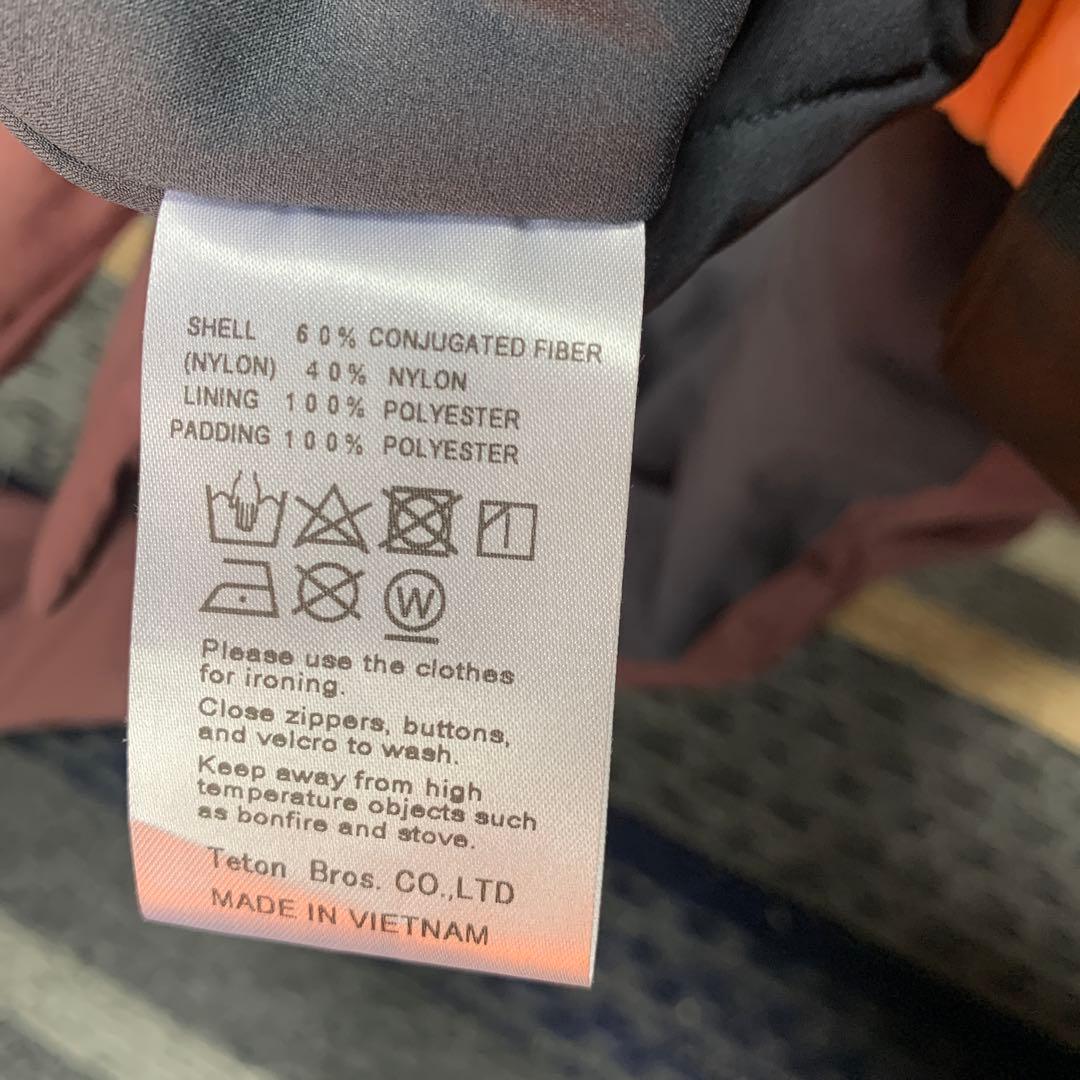 SHELL 60% CONJUGATED FIBER
(NYLON) 40% NYLON
LINING 100% POLYESTER
PADDING 100% POLYESTER
W
Please use the clothes
for ironing.
Close zippers, buttons,
and velcro to wash.
Keep away from high
temperature objects such
as bonfire and stove.
Teton Bros. CO.,LTD
MADE IN VIETNAM